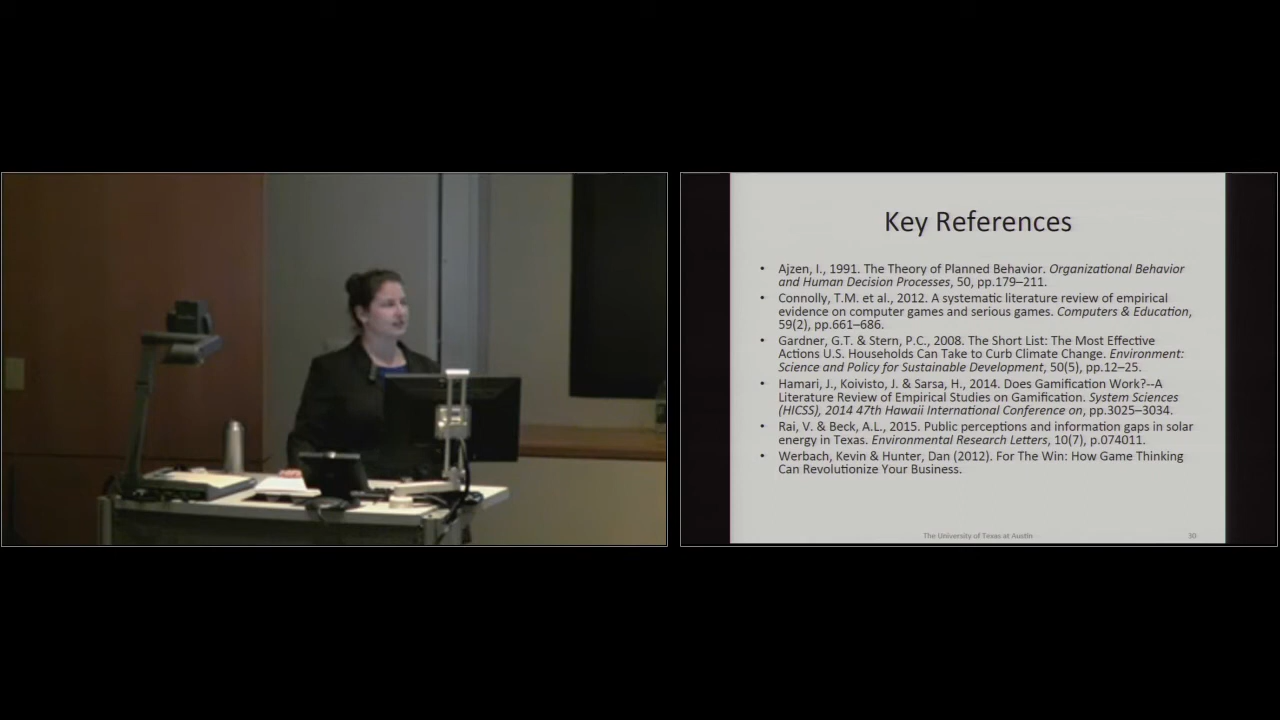 Key References
• Ajzen, I., 1991. The Theory of Planned Behavior. Organizational Behavior
and Human Decision Processes, 50, pp.179–211.
• Connolly, T.M. et al., 2012. A systematic literature review of empirical
evidence on computer games and serious games. Computers & Education,
59(2), pp.661–686.
• Gardner, G.T. & Stern, P.C., 2008. The Short List: The Most Effective
Actions U.S. Households Can Take to Curb Climate Change. Environment:
Science and Policy for Sustainable Development, 50(5), pp.12–25.
• Hamari, J., Koivisto, J. & Sarsa, H., 2014. Does Gamification Work?--A
Literature Review of Empirical Studies on Gamification. System Sciences
(HICSS), 2014 47th Hawaii International Conference on, pp.3025–3034.
• Rai, V. & Beck, A.L., 2015. Public perceptions and information gaps in solar
energy in Texas. Environmental Research Letters, 10(7), p.074011.
• Werbach, Kevin & Hunter, Dan (2012). For The Win: How Game Thinking
Can Revolutionize Your Business.
The University of Texas at Austin
30